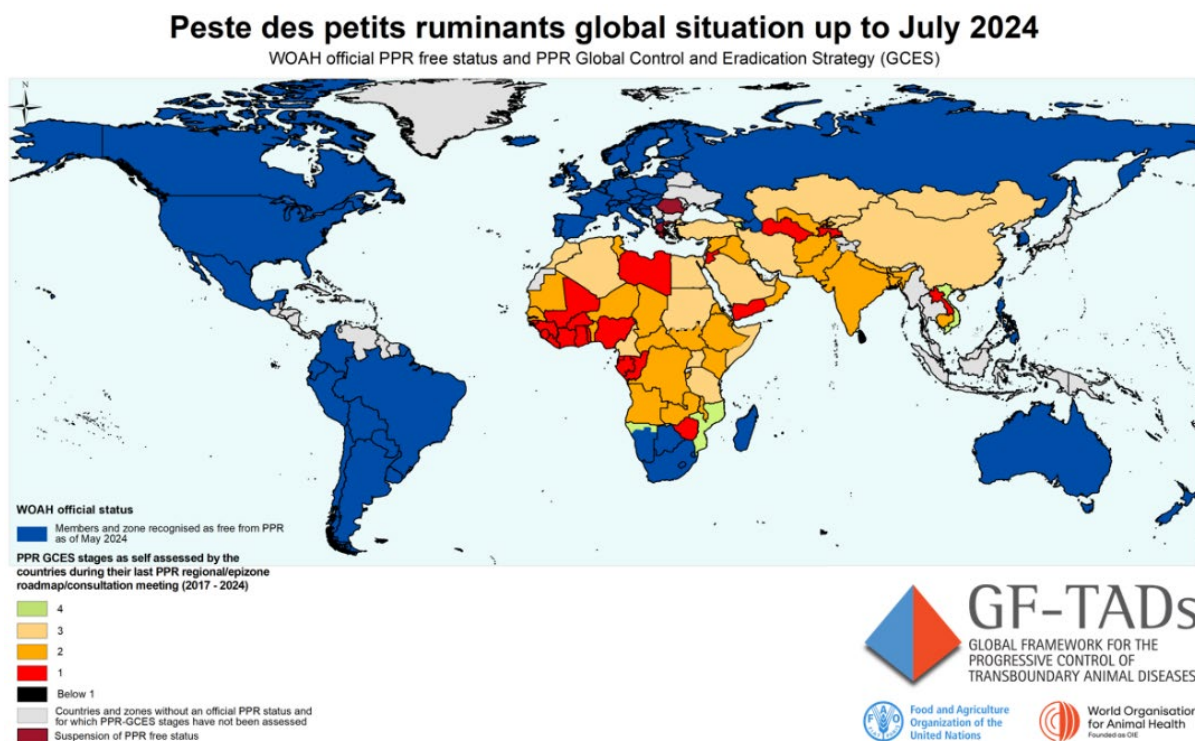 Peste des petits ruminants global situation up to July 2024
WOAH official PPR free status and PPR Global Control and Eradication Strategy (GCES)
N
WOAH official status
Members and zone recognised as free from PPR
as of May 2024
PPR GCES stages as self assessed by the
countries during their last PPR regional/epizone
roadmap/consultation meeting (2017 - 2024)
4
3
2
1
Below 1
Countries and zones without an official PPR status and
for which PPR-GCES stages have not been assessed
Suspension of PPR free status
GF-TADs
GLOBAL FRAMEWORK FOR THE
PROGRESSIVE CONTROL OF
TRANSBOUNDARY ANIMAL DISEASES
FAO
Food and Agriculture
Organization of the
United Nations
World Organisation
for Animal Health
Founded as OIE